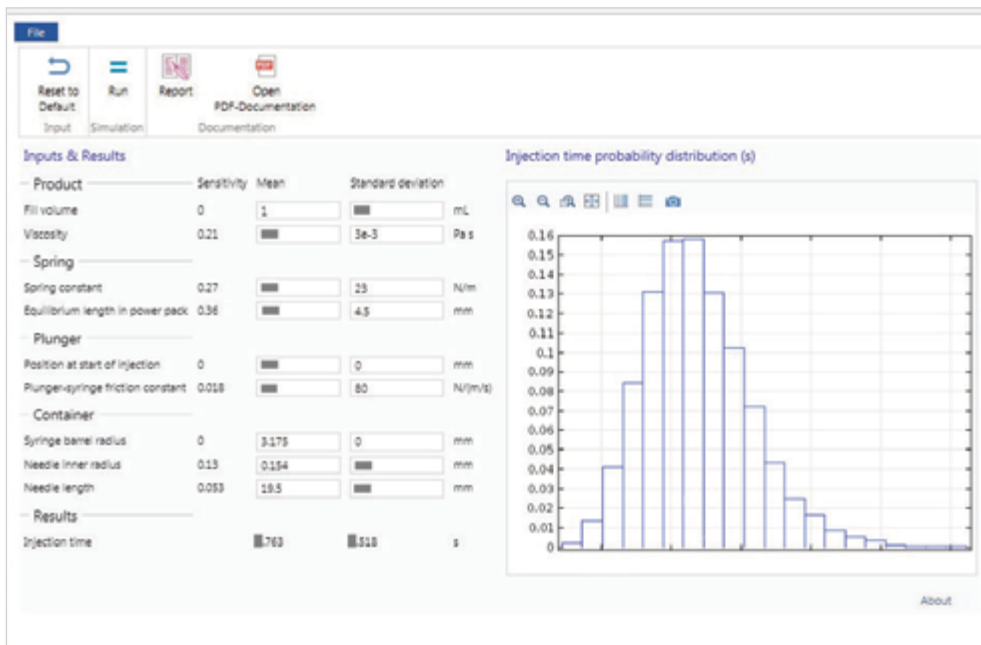 File
Reset to Default
Run
Report
Open PDF-Documentation
Input
Simulation
Documentation
Inputs & Results
Product Sensitivity Mean Standard deviation
Fill volume 0 1 mL
Viscosity 0.21 3e-3 Pa s
Spring
Spring constant 0.27 23 N/m
Equilibrium length in power pack 0.36 4.5 mm
Plunger
Position at start of injection 0 0 mm
Plunger-syringe friction constant 0.018 80 N/(m/s)
Container
Syringe barrel radius 0 3.175 0 mm
Needle inner radius 0.13 0.154 mm
Needle length 0.053 19.5 mm
Results
Injection time .763 .518 s
Injection time probability distribution (s)
0.16
0.15
0.14
0.13
0.12
0.11
0.1
0.09
0.08
0.07
0.06
0.05
0.04
0.03
0.02
0.01
0
About